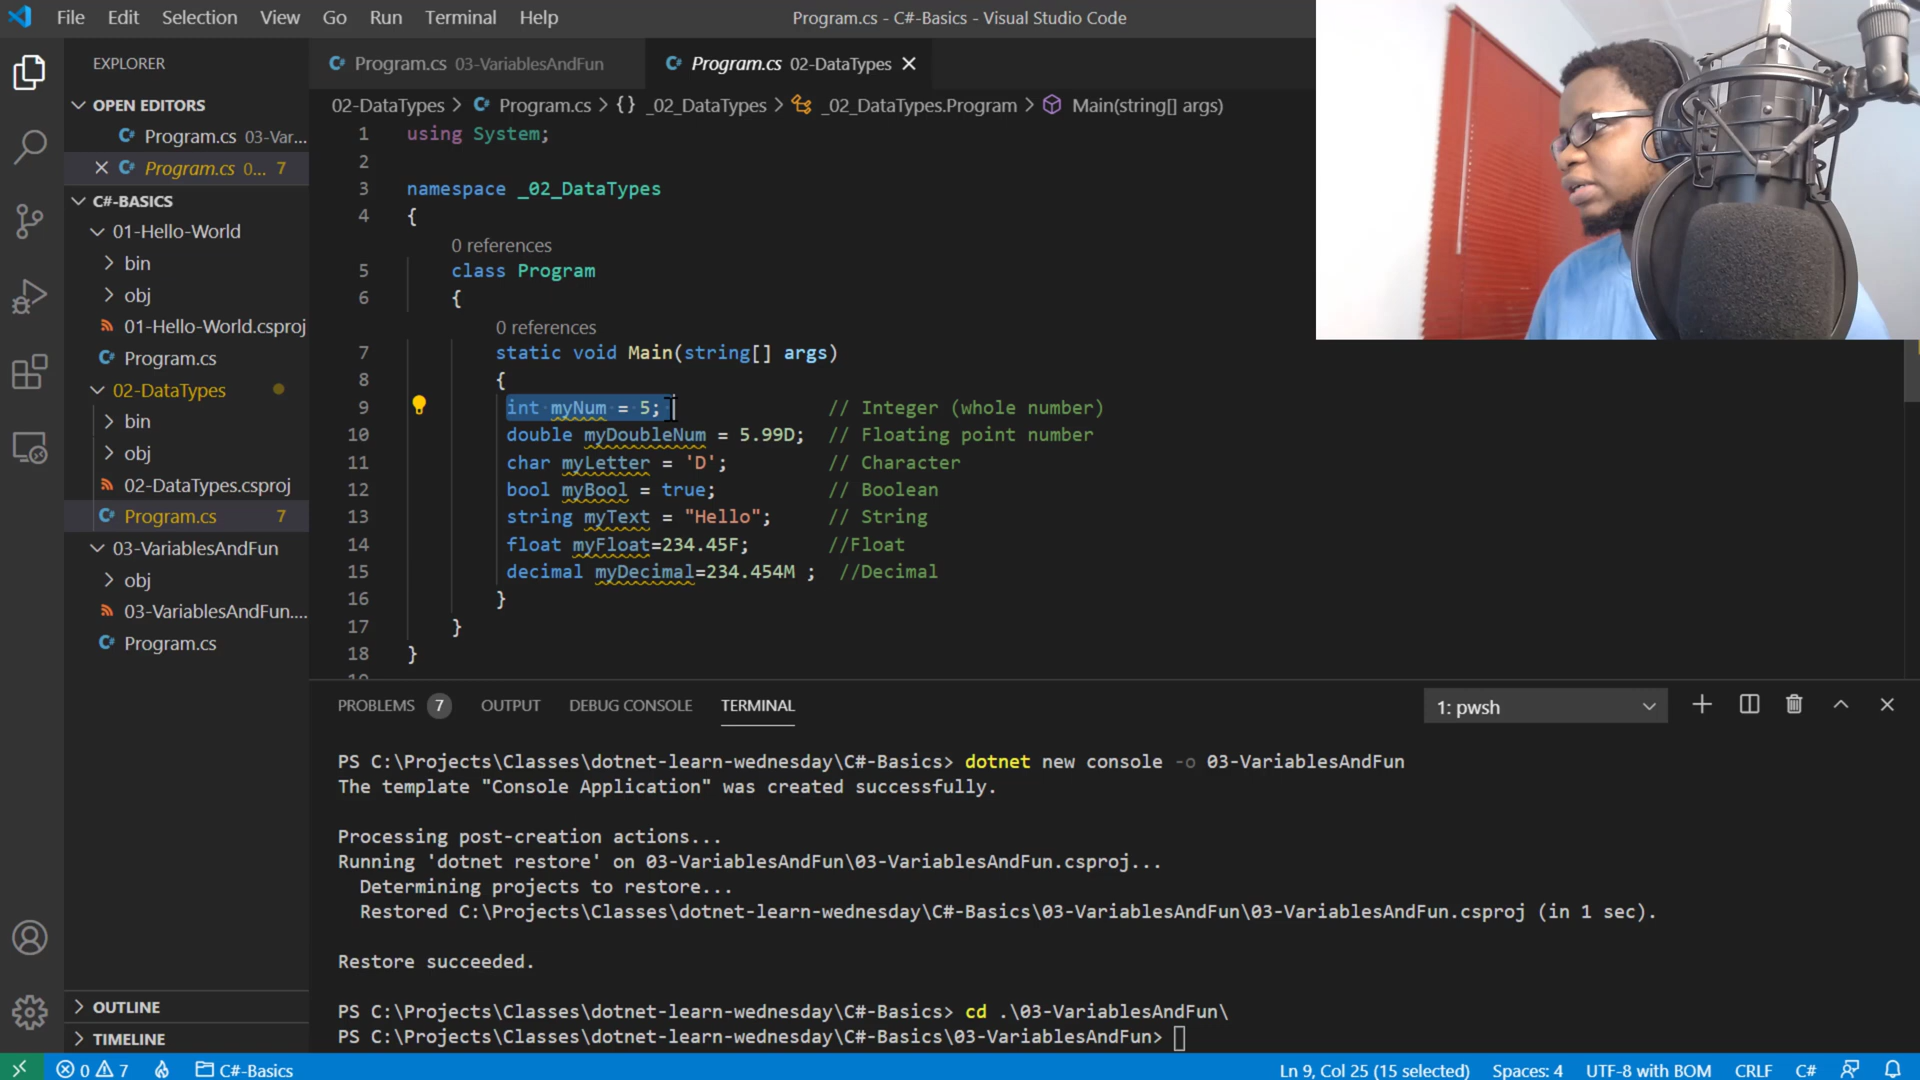 File Edit Selection View Go Run Terminal Help
Program.cs - C#-Basics - Visual Studio Code
EXPLORER
OPEN EDITORS
Program.cs 03-Var...
Program.cs 0... 7
C#-BASICS
01-Hello-World
bin
obj
01-Hello-World.csproj
Program.cs
02-DataTypes
bin
obj
02-DataTypes.csproj
Program.cs 7
03-VariablesAndFun
obj
03-VariablesAndFun....
Program.cs
OUTLINE
TIMELINE
Program.cs 03-VariablesAndFun
Program.cs 02-DataTypes
02-DataTypes > Program.cs > {} _02_DataTypes > _02_DataTypes.Program > Main(string[] args)
1 using System;
2
3 namespace _02_DataTypes
4 {
0 references
5 class Program
6 {
0 references
7 static void Main(string[] args)
8 {
9 int myNum = 5; // Integer (whole number)
10 double myDoubleNum = 5.99D; // Floating point number
11 char myLetter = 'D'; // Character
12 bool myBool = true; // Boolean
13 string myText = "Hello"; // String
14 float myFloat=234.45F; //Float
15 decimal myDecimal=234.454M ; //Decimal
16 }
17 }
18 }
PROBLEMS 7 OUTPUT DEBUG CONSOLE TERMINAL
1: pwsh
PS C:\Projects\Classes\dotnet-learn-wednesday\C#-Basics> dotnet new console -o 03-VariablesAndFun
The template "Console Application" was created successfully.
Processing post-creation actions...
Running 'dotnet restore' on 03-VariablesAndFun\03-VariablesAndFun.csproj...
Determining projects to restore...
Restored C:\Projects\Classes\dotnet-learn-wednesday\C#-Basics\03-VariablesAndFun\03-VariablesAndFun.csproj (in 1 sec).
Restore succeeded.
PS C:\Projects\Classes\dotnet-learn-wednesday\C#-Basics> cd .\03-VariablesAndFun\
PS C:\Projects\Classes\dotnet-learn-wednesday\C#-Basics\03-VariablesAndFun>
0 7 C#-Basics
Ln 9, Col 25 (15 selected) Spaces: 4 UTF-8 with BOM CRLF C#